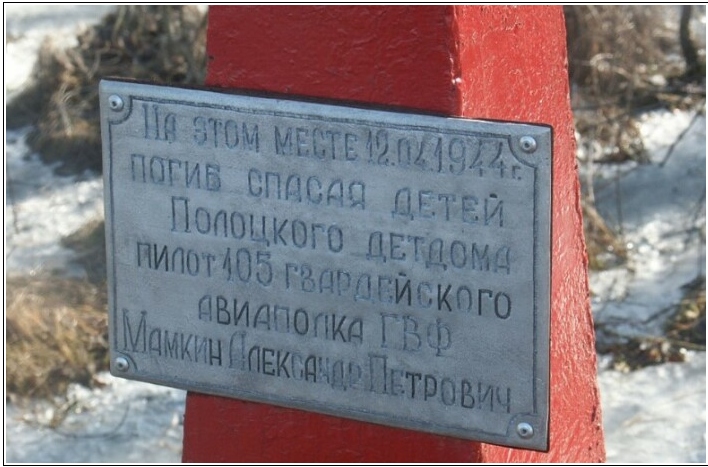 На этом месте 12.04.1944 г.
погиб спасая детей
Полоцкого детдома
пилот 105 гвардейского
авиаполка ГВФ
Мамкин Александр Петрович